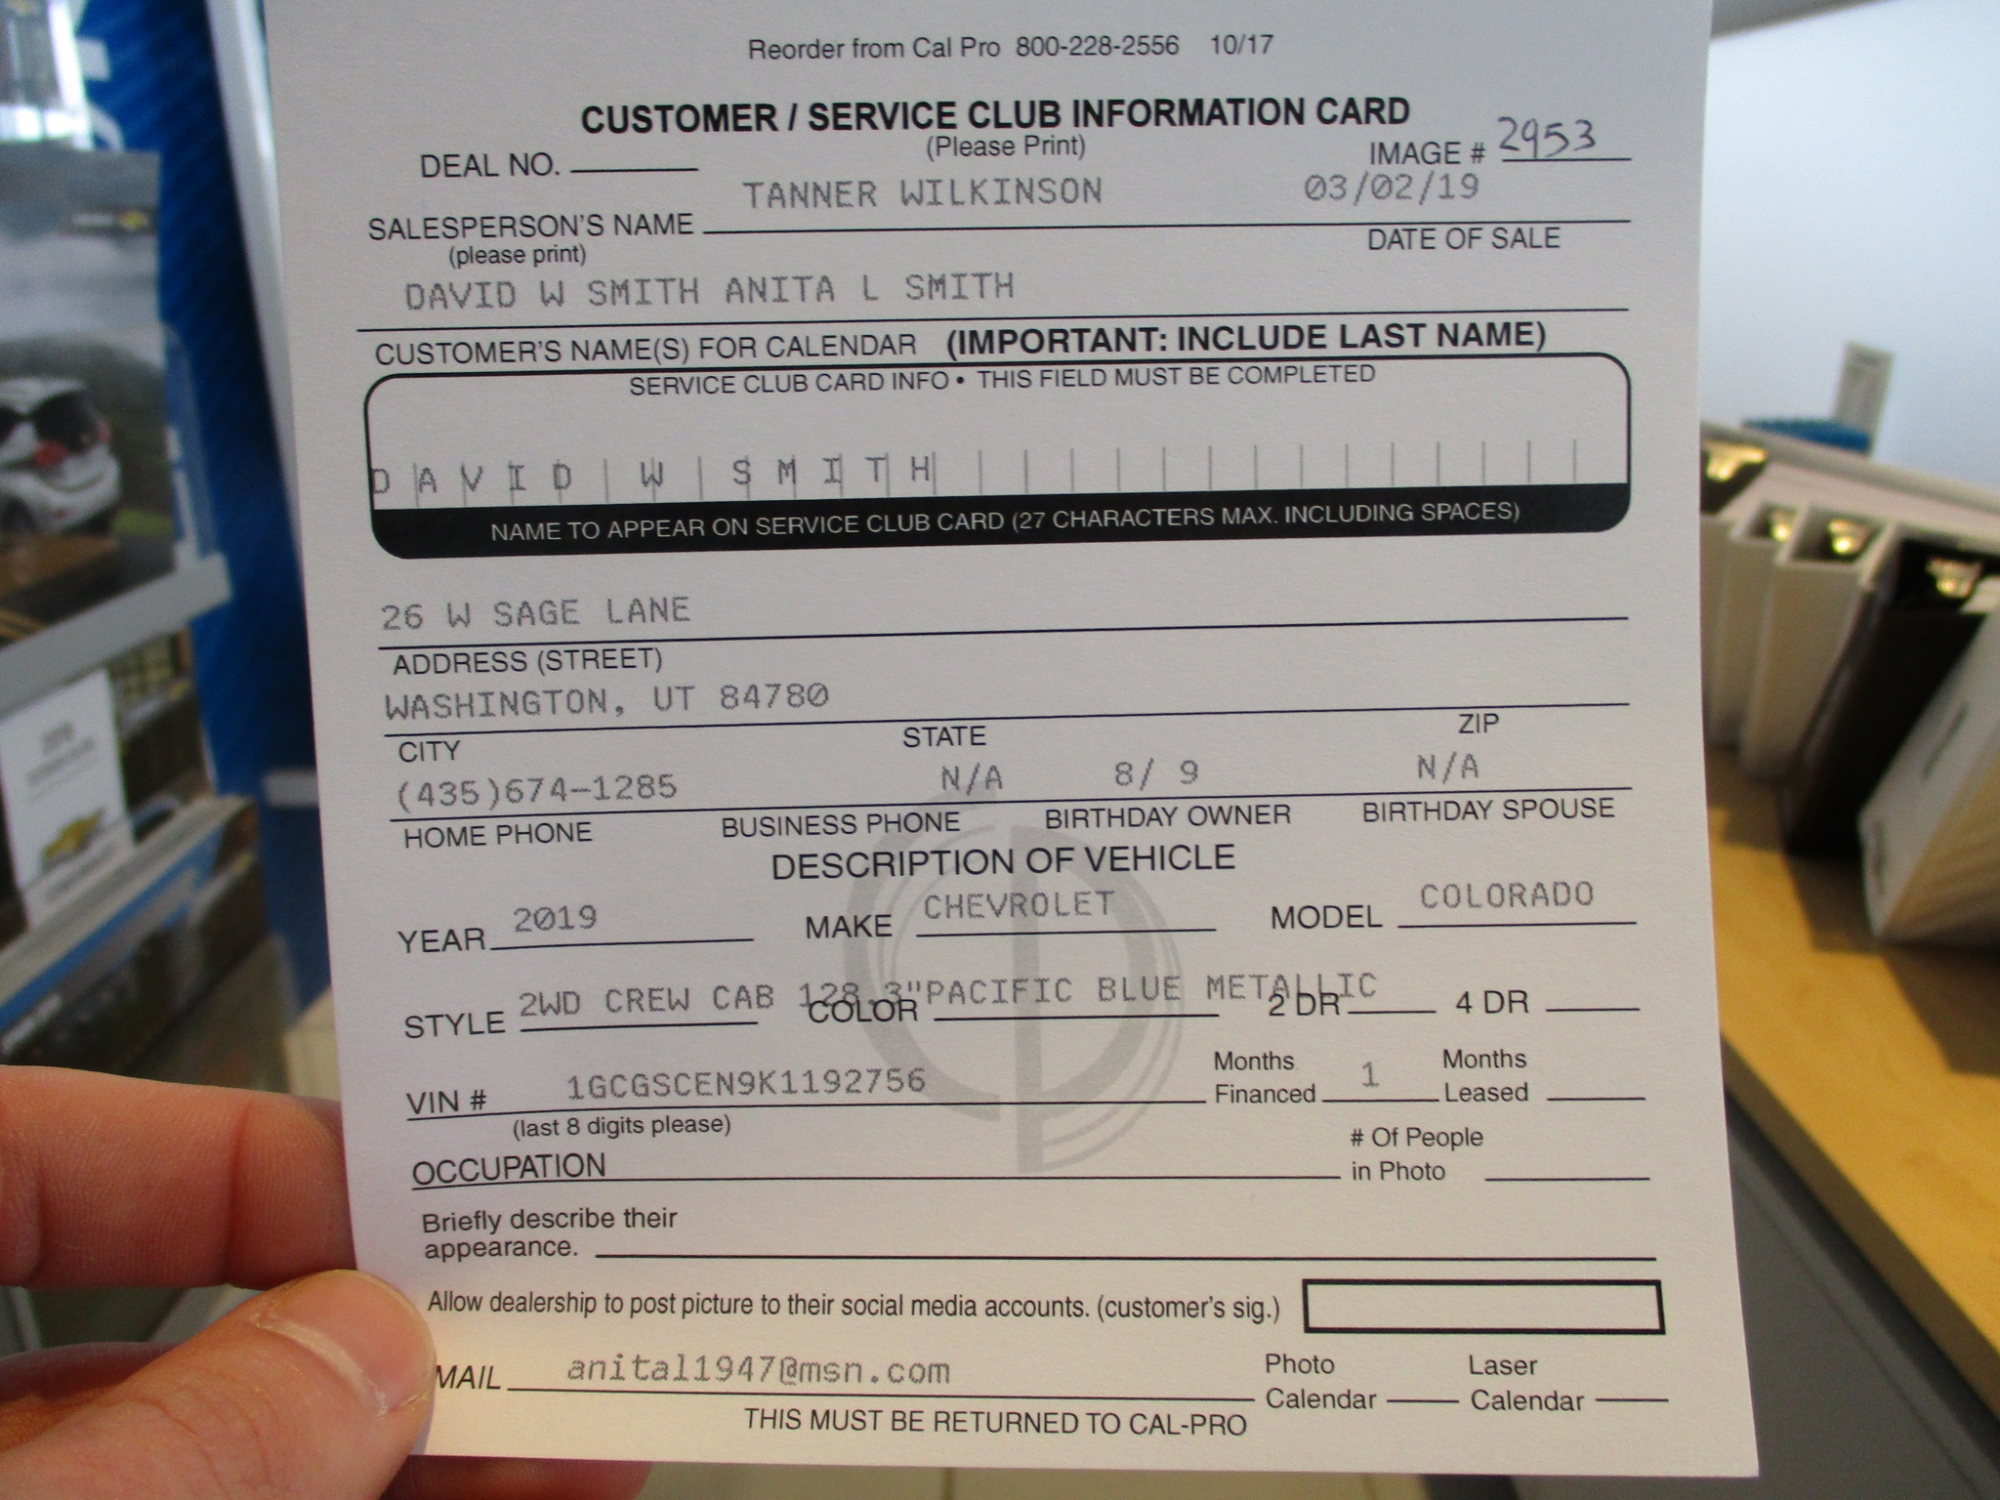 Reorder from Cal Pro 800-228-2556 10/17
CUSTOMER / SERVICE CLUB INFORMATION CARD
(Please Print)
DEAL NO. IMAGE # 2953
TANNER WILKINSON 03/02/19
SALESPERSON'S NAME DATE OF SALE
(please print)
DAVID W SMITH ANITA L SMITH
CUSTOMER'S NAME(S) FOR CALENDAR (IMPORTANT: INCLUDE LAST NAME)
SERVICE CLUB CARD INFO • THIS FIELD MUST BE COMPLETED
DAVID W SMITH
NAME TO APPEAR ON SERVICE CLUB CARD (27 CHARACTERS MAX. INCLUDING SPACES)
26 W SAGE LANE
ADDRESS (STREET)
WASHINGTON, UT 84780
CITY STATE ZIP
(435)674-1285 N/A 8/ 9 N/A
HOME PHONE BUSINESS PHONE BIRTHDAY OWNER BIRTHDAY SPOUSE
DESCRIPTION OF VEHICLE
YEAR 2019 MAKE CHEVROLET MODEL COLORADO
2WD CREW CAB 128.3"PACIFIC BLUE METALLIC
STYLE COLOR 2 DR 4 DR
VIN # 1GCGSCEN9K1192756 Months Financed 1 Months Leased
(last 8 digits please)
OCCUPATION # Of People in Photo
Briefly describe their
appearance.
Allow dealership to post picture to their social media accounts. (customer's sig.)
MAIL anital1947@msn.com Photo Calendar Laser Calendar
THIS MUST BE RETURNED TO CAL-PRO